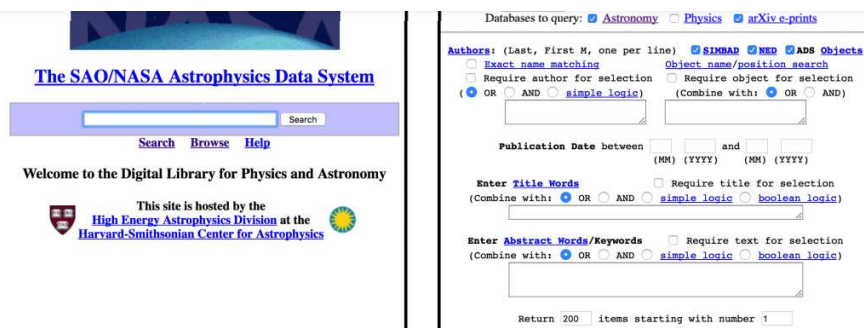 NASA
The SAO/NASA Astrophysics Data System
Search
Search Browse Help
Welcome to the Digital Library for Physics and Astronomy
This site is hosted by the
High Energy Astrophysics Division at the
Harvard-Smithsonian Center for Astrophysics
Databases to query: Astronomy Physics arXiv e-prints
Authors: (Last, First M, one per line) SIMBAD NED ADS Objects
Exact name matching Object name/position search
Require author for selection Require object for selection
(OR AND simple logic) (Combine with: OR AND)
Publication Date between and
(MM) (YYYY) (MM) (YYYY)
Enter Title Words Require title for selection
(Combine with: OR AND simple logic boolean logic)
Enter Abstract Words/Keywords Require text for selection
(Combine with: OR AND simple logic boolean logic)
Return 200 items starting with number 1